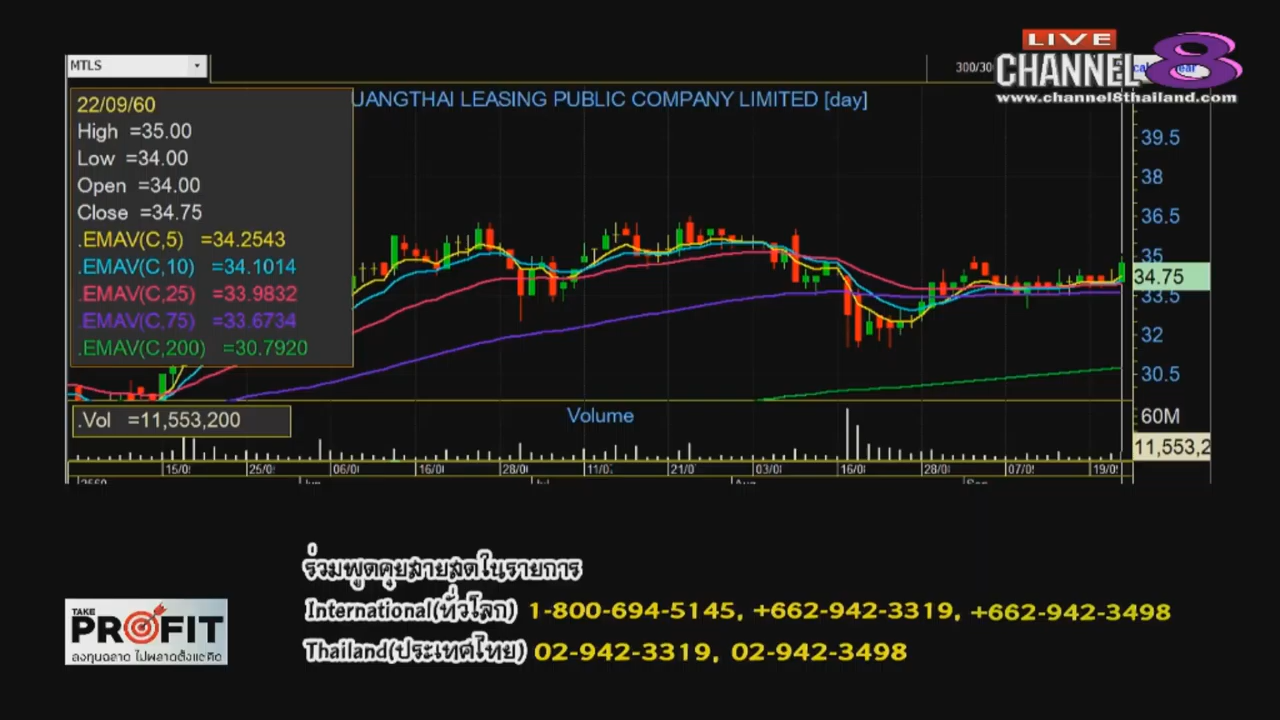 LIVE
CHANNEL 8
www.channel8thailand.com
MTLS
300/30
UANGTHAI LEASING PUBLIC COMPANY LIMITED [day]
22/09/60
High =35.00
Low =34.00
Open =34.00
Close =34.75
.EMAV(C,5) =34.2543
.EMAV(C,10) =34.1014
.EMAV(C,25) =33.9832
.EMAV(C,75) =33.6734
.EMAV(C,200) =30.7920
39.5
38
36.5
35
34.75
33.5
32
30.5
.Vol =11,553,200
Volume
60M
11,553,2
15/0 25/0 06/0 16/0 28/0 11/0 21/0 03/0 16/0 28/0 07/0 19/0
ร่วมพูดคุยสายสดในรายการ
International(ทั่วโลก) 1-800-694-5145, +662-942-3319, +662-942-3498
Thailand(ประเทศไทย) 02-942-3319, 02-942-3498
TAKE
PROFIT
ลงทุนฉลาด ไม่พลาดตั้งแต่คิด